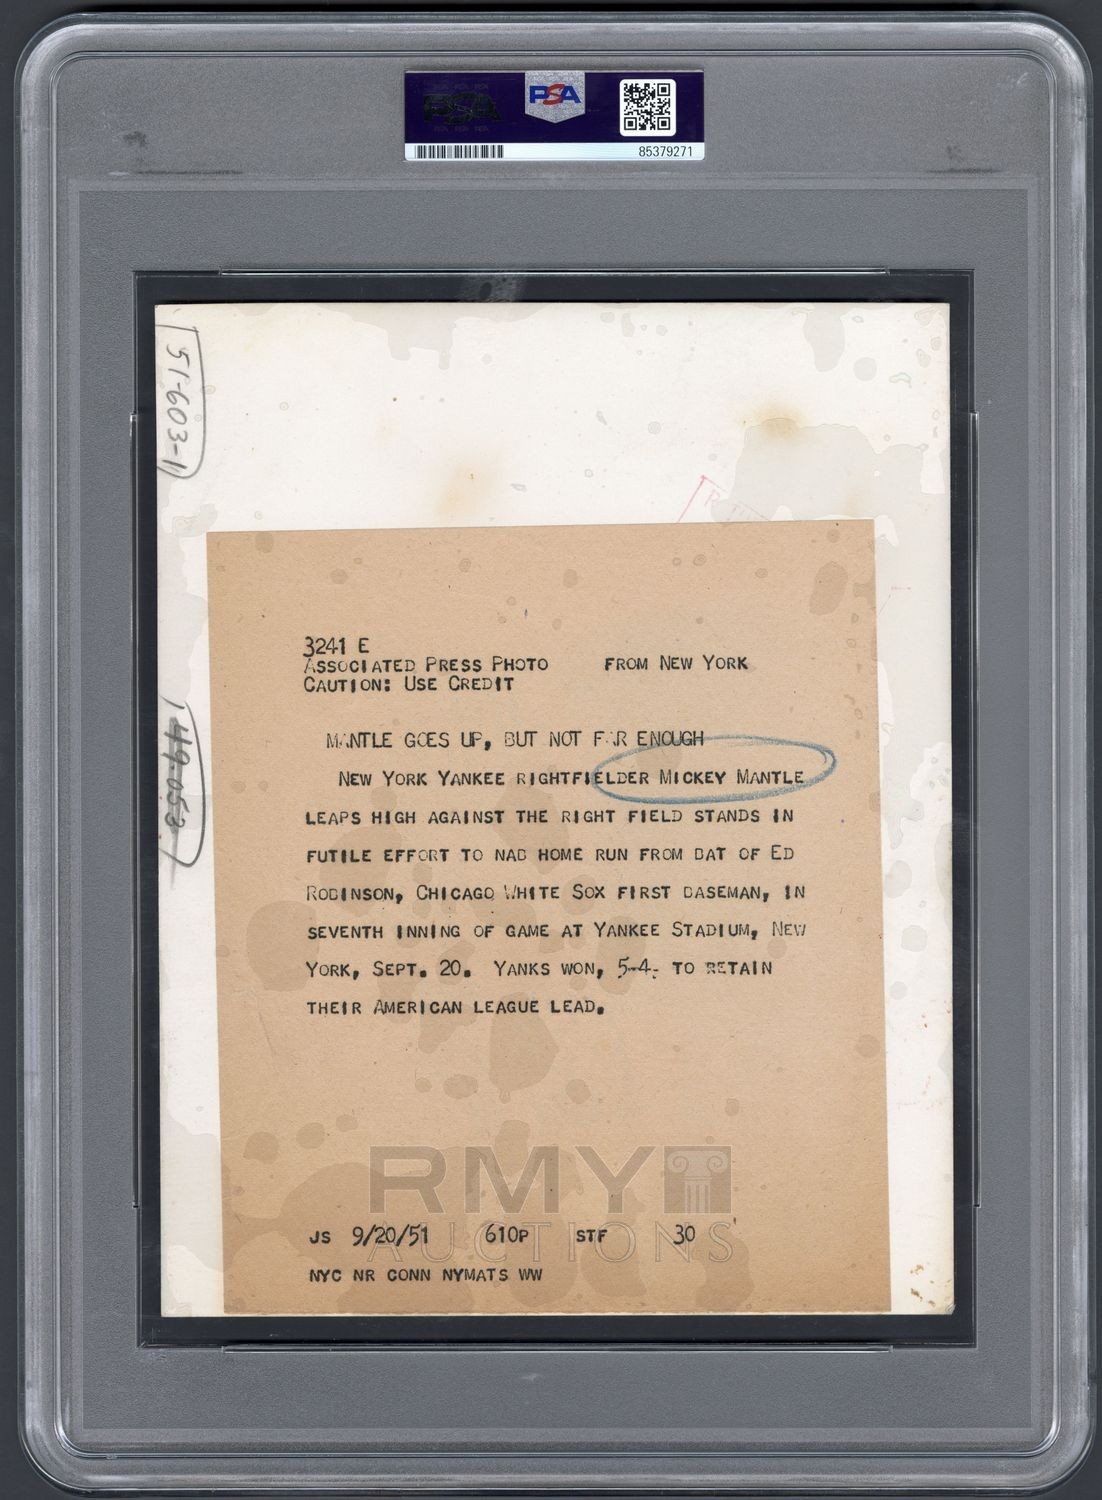 PSA
PSA
85379271
51-603-1
3241 E
ASSOCIATED PRESS PHOTO FROM NEW YORK
CAUTION: USE CREDIT
MANTLE GOES UP, BUT NOT FAR ENOUGH
NEW YORK YANKEE RIGHTFIELDER MICKEY MANTLE
LEAPS HIGH AGAINST THE RIGHT FIELD STANDS IN
FUTILE EFFORT TO NAB HOME RUN FROM BAT OF ED
ROBINSON, CHICAGO WHITE SOX FIRST BASEMAN, IN
SEVENTH INNING OF GAME AT YANKEE STADIUM, NEW
YORK, SEPT. 20. YANKS WON, 5-4, TO RETAIN
THEIR AMERICAN LEAGUE LEAD.
149-053
RMY
AUCTIONS
JS 9/20/51 610P STF 30
NYC NR CONN NYMATS WW